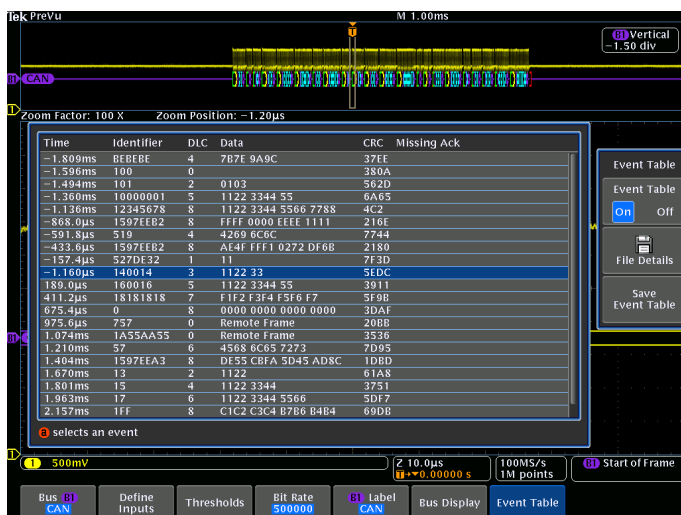 Tek PreVu M 1.00ms
B1 Vertical
-1.50 div
B1 CAN
Zoom Factor: 100 X Zoom Position: -1.20µs
Time Identifier DLC Data CRC Missing Ack
-1.809ms BEBEBE 4 7B7E 9A9C 37EE
-1.596ms 100 0 380A
-1.494ms 101 2 0103 562D
-1.360ms 10000001 5 1122 3344 55 6A65
-1.136ms 12345678 8 1122 3344 5566 7788 4C2
-868.0µs 1597EEB2 8 FFFF 0000 EEEE 1111 216E
-591.8µs 519 4 4269 6C6C 7744
-433.6µs 1597EEB2 8 AE4F FFF1 0272 DF6B 2180
-157.4µs 527DE32 1 11 7F3D
-1.160µs 140014 3 1122 33 5EDC
189.0µs 160016 5 1122 3344 55 3911
411.2µs 18181818 7 F1F2 F3F4 F5F6 F7 5F9B
675.4µs 0 8 0000 0000 0000 0000 3DAF
975.6µs 757 0 Remote Frame 20BB
1.074ms 1A55AA55 0 Remote Frame 3536
1.210ms 57 6 4568 6C65 7273 7D95
1.404ms 1597EEA3 8 DE55 CBFA 5D45 AD8C 1DBD
1.670ms 13 2 1122 61A8
1.801ms 15 4 1122 3344 3751
1.963ms 17 6 1122 3344 5566 5DF7
2.157ms 1FF 8 C1C2 C3C4 B7B6 B4B4 69DB
a selects an event
Event Table
Event Table
On Off
File Details
Save
Event Table
1 500mV
Z 10.0µs
T→▼0.00000 s
100MS/s
1M points
B1 Start of Frame
Bus B1
CAN
Define
Inputs
Thresholds
Bit Rate
500000
B1 Label
CAN
Bus Display
Event Table